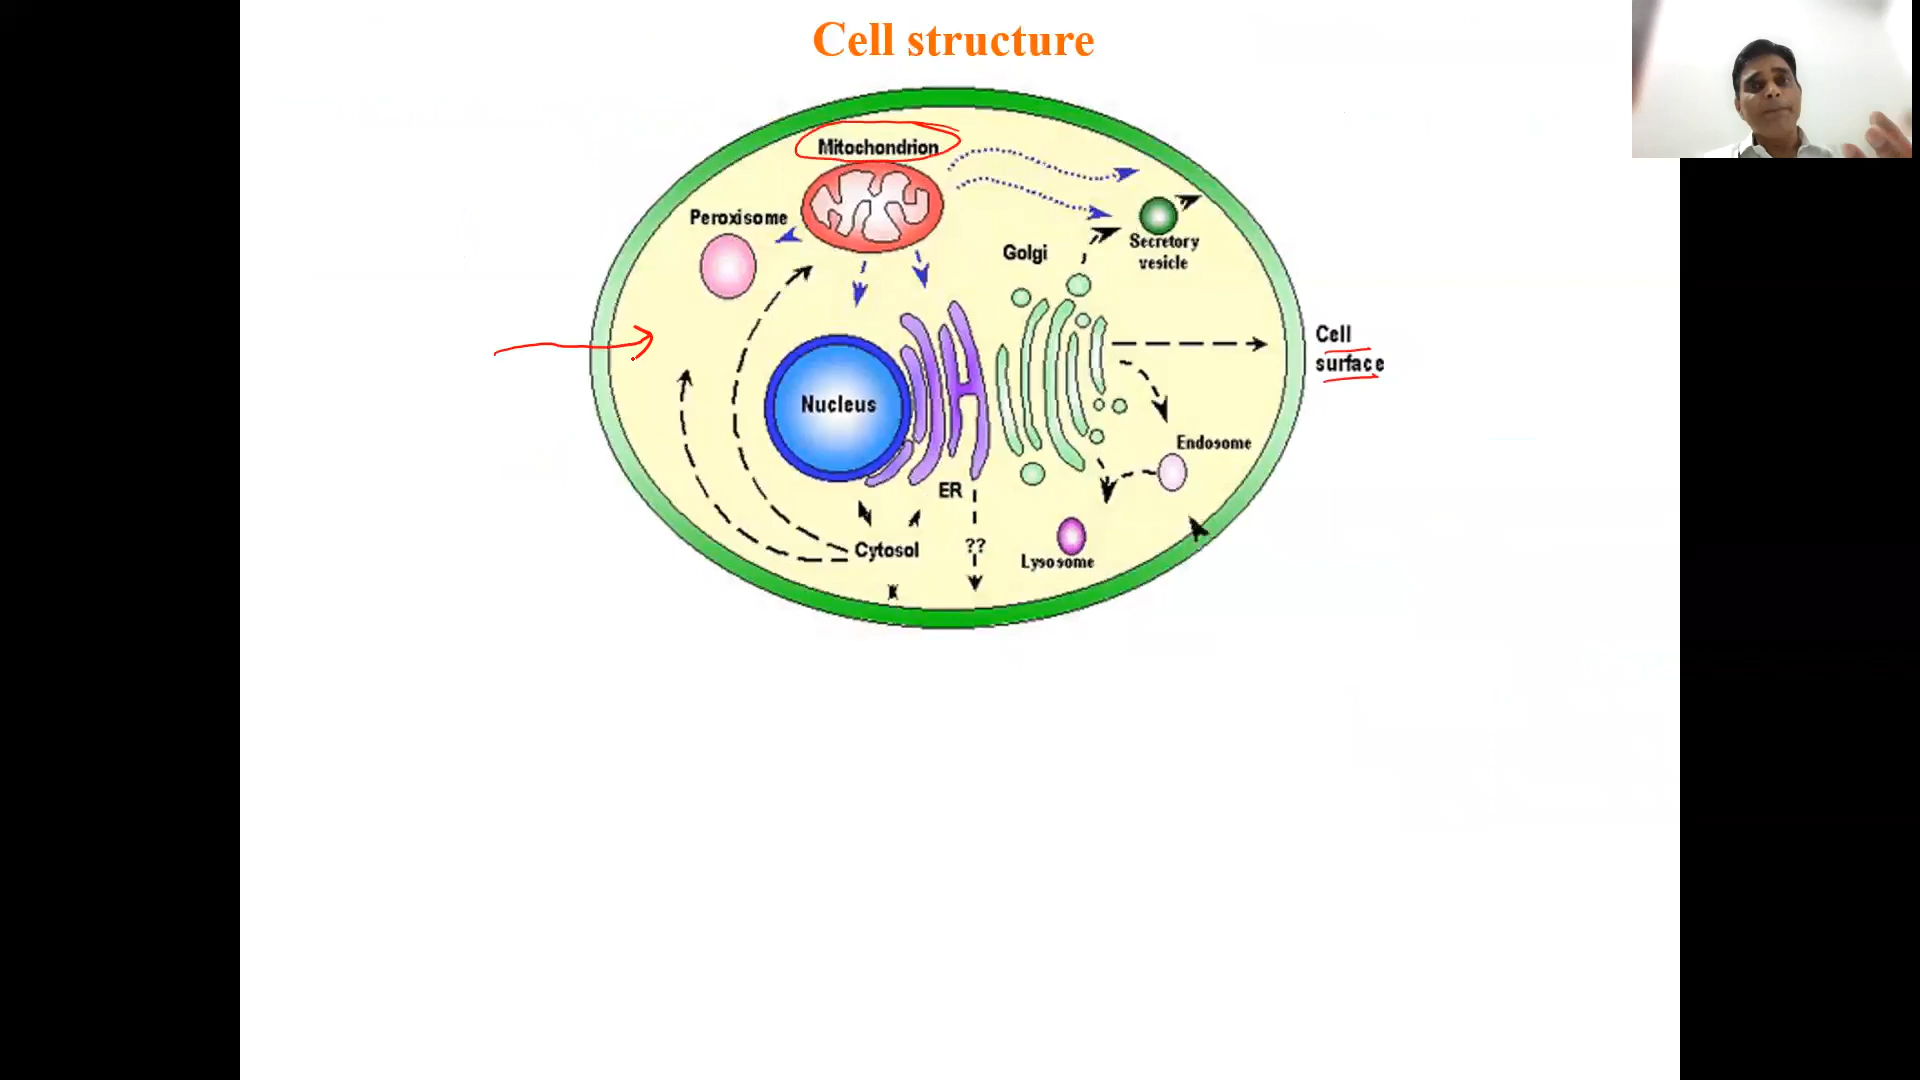 Cell structure
Mitochondrion
Peroxisome
Secretory
vesicle
Golgi
Cell
surface
Nucleus
Endosome
ER
Cytosol
??
Lysosome